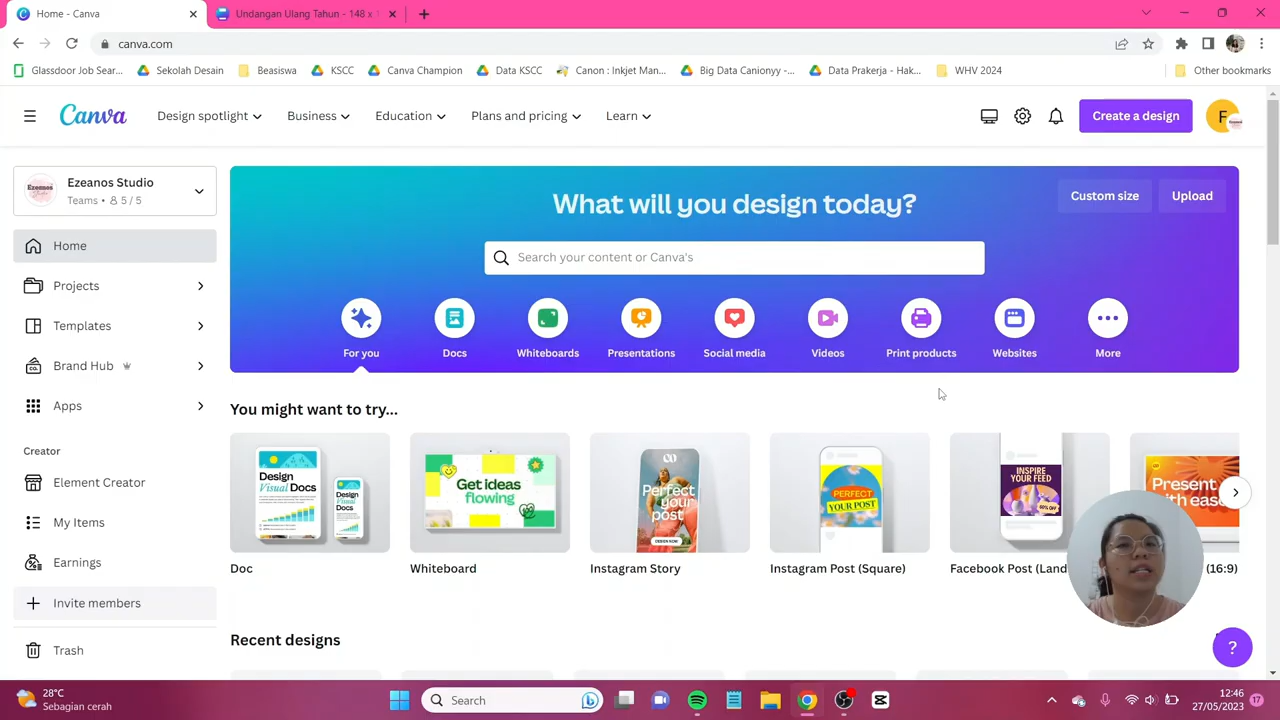 Home - Canva
Undangan Ulang Tahun - 148 x
canva.com
Glassdoor Job Sear...
Sekolah Desain
Beasiswa
KSCC
Canva Champion
Data KSCC
Canon : Inkjet Man...
Big Data Canionyy -...
Data Prakerja - Hak...
WHV 2024
Other bookmarks
Canva
Design spotlight
Business
Education
Plans and pricing
Learn
Create a design
F
Ezeanos Studio
Teams • 5 / 5
Home
Projects
Templates
Brand Hub
Apps
Creator
Element Creator
My Items
Earnings
Invite members
Trash
What will you design today?
Custom size
Upload
Search your content or Canva's
For you
Docs
Whiteboards
Presentations
Social media
Videos
Print products
Websites
More
You might want to try...
Design
Visual
Docs
Design
Visual
Docs
Get ideas
flowing
Perfect
your
post
DESIGN NOW
PERFECT
YOUR POST
INSPIRE
YOUR FEED
Present
with ease
Doc
Whiteboard
Instagram Story
Instagram Post (Square)
Facebook Post (Land
(16:9)
Recent designs
?
28°C
Sebagian cerah
Search
12:46
27/05/2023
17